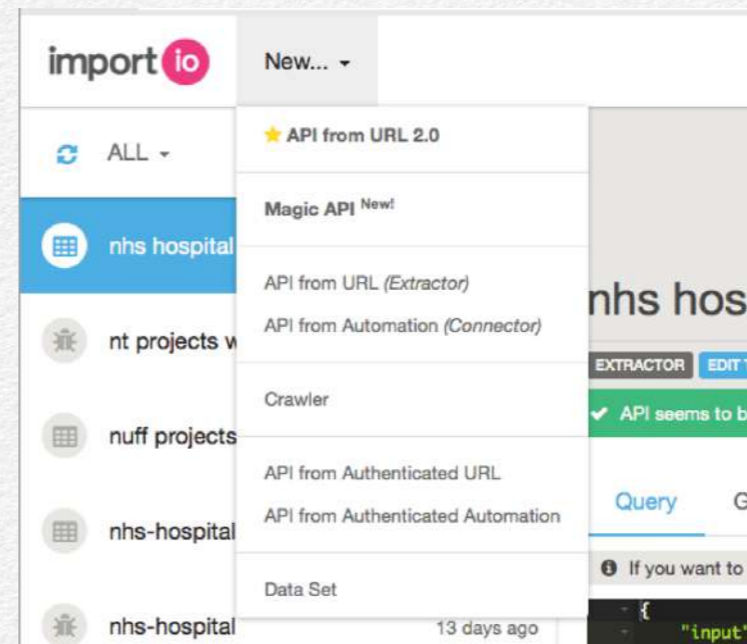 import io
New...
ALL
★ API from URL 2.0
Magic API New!
API from URL (Extractor)
API from Automation (Connector)
Crawler
API from Authenticated URL
API from Authenticated Automation
Data Set
nhs hospital
nt projects w
nuff projects
nhs-hospital
nhs-hospital
13 days ago
nhs hos
EXTRACTOR
EDIT
API seems to b
Query
G
If you want to
{
"input"